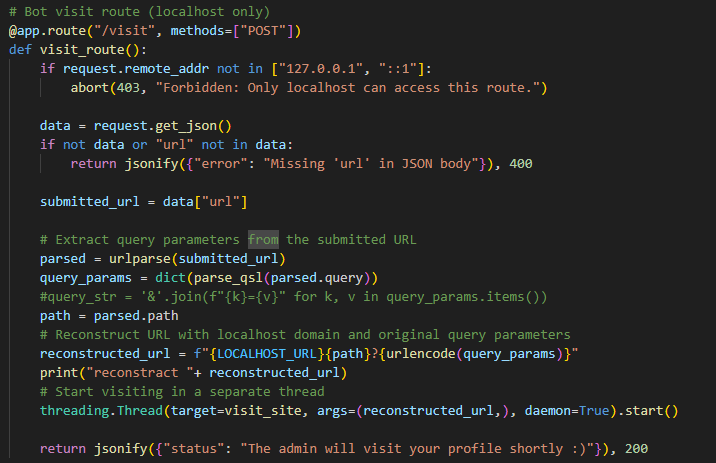 # Bot visit route (localhost only)
@app.route("/visit", methods=["POST"])
def visit_route():
    if request.remote_addr not in ["127.0.0.1", "::1"]:
        abort(403, "Forbidden: Only localhost can access this route.")

    data = request.get_json()
    if not data or "url" not in data:
        return jsonify({"error": "Missing 'url' in JSON body"}), 400

    submitted_url = data["url"]

    # Extract query parameters from the submitted URL
    parsed = urlparse(submitted_url)
    query_params = dict(parse_qsl(parsed.query))
    #query_str = '&'.join(f"{k}={v}" for k, v in query_params.items())
    path = parsed.path
    # Reconstruct URL with localhost domain and original query parameters
    reconstructed_url = f"{LOCALHOST_URL}{path}?{urlencode(query_params)}"
    print("reconstract "+ reconstructed_url)
    # Start visiting in a separate thread
    threading.Thread(target=visit_site, args=(reconstructed_url,), daemon=True).start()

    return jsonify({"status": "The admin will visit your profile shortly :)"}), 200